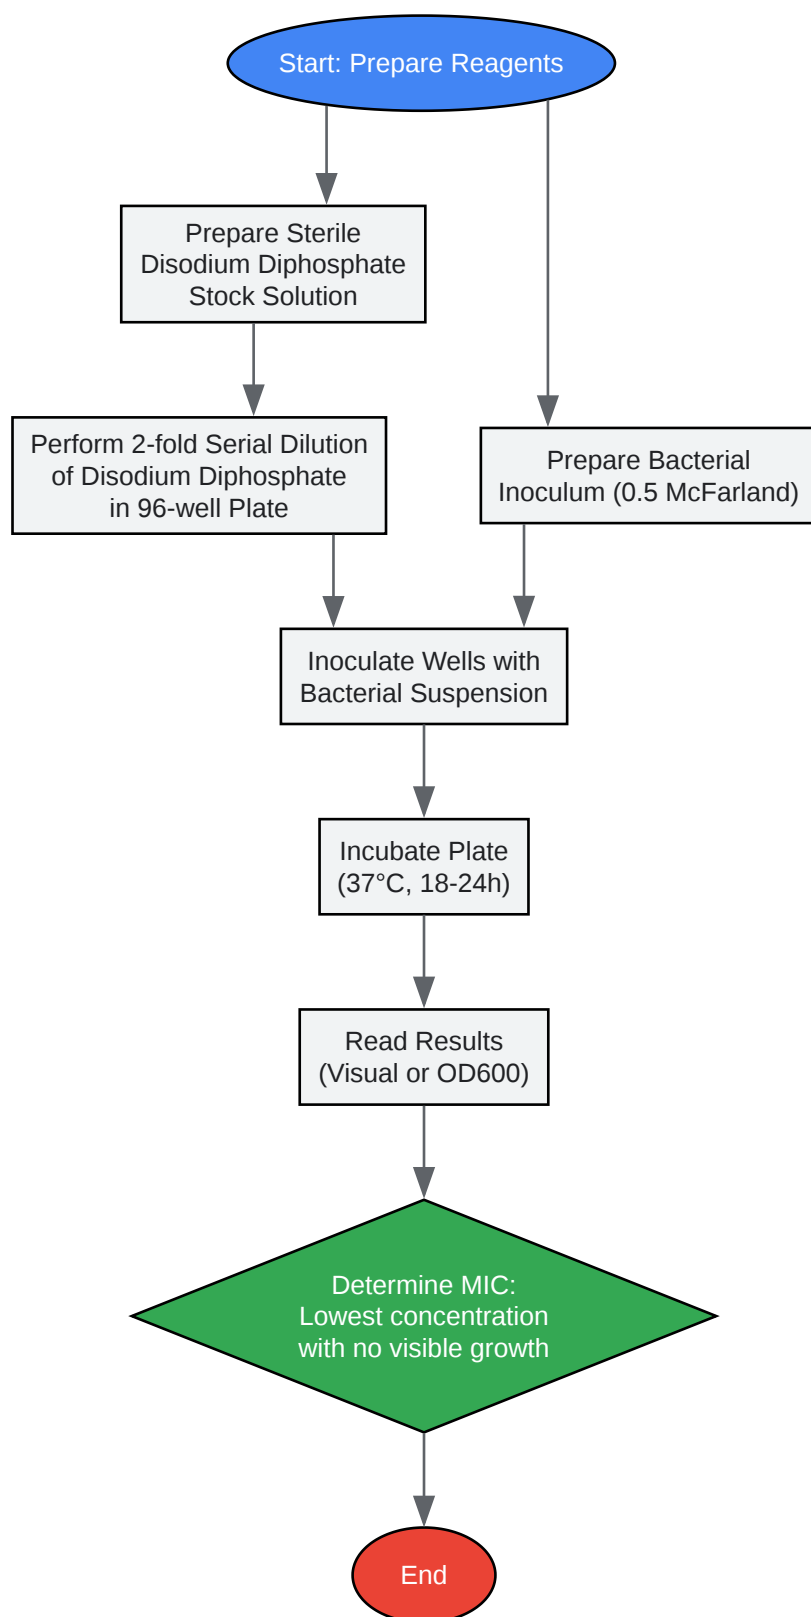 Start: Prepare Reagents
Prepare Sterile
Disodium Diphosphate
Stock Solution
Perform 2-fold Serial Dilution
of Disodium Diphosphate
in 96-well Plate
Prepare Bacterial
Inoculum (0.5 McFarland)
Inoculate Wells with
Bacterial Suspension
Incubate Plate
(37°C, 18-24h)
Read Results
(Visual or OD600)
Determine MIC:
Lowest concentration
with no visible growth
End